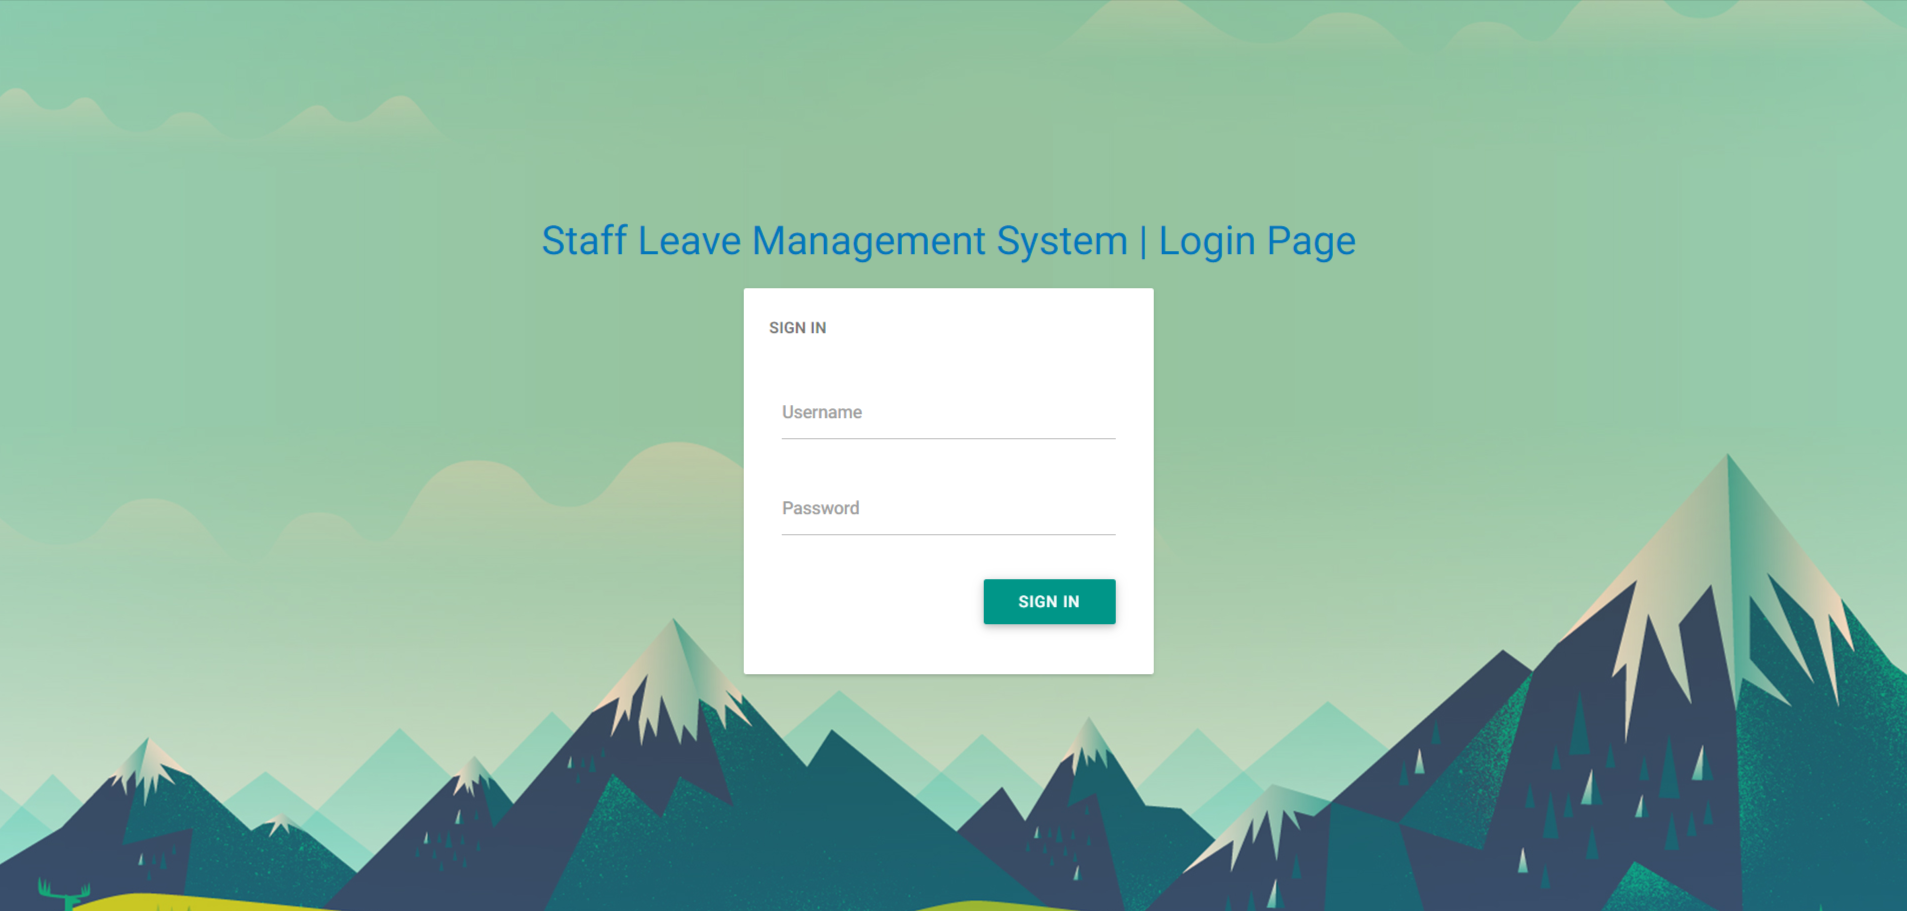 Staff Leave Management System | Login Page
SIGN IN
Username
Password
SIGN IN